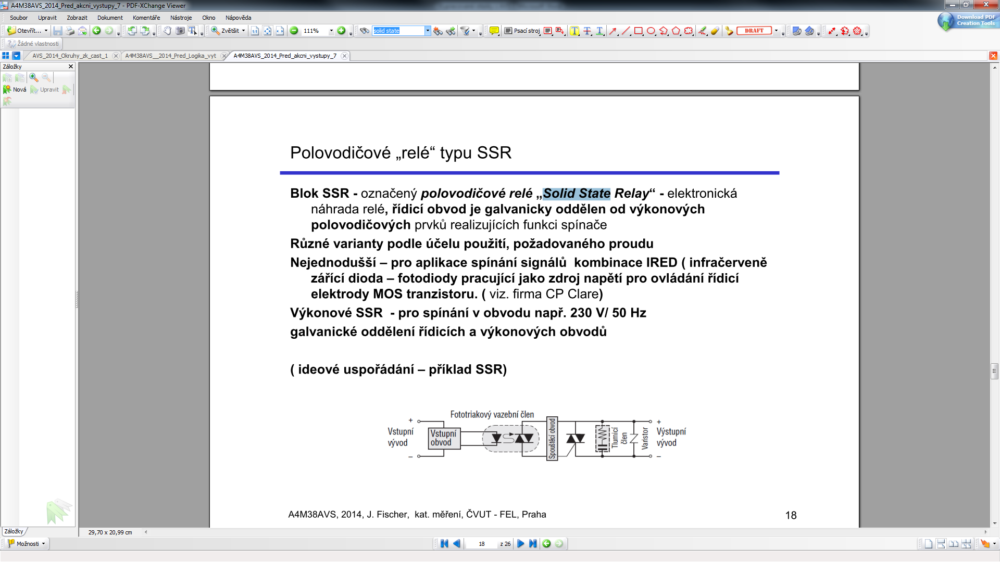 A4M38AVS_2014_Pred_akcni_vystupy_7 - PDF-XChange Viewer
Soubor Upravit Zobrazit Dokument Komentáře Nástroje Okno Nápověda
Download PDF
Creation Tools
Otevřít... Zvětšit 111% solid state Psací stroj DRAFT
Žádné vlastnosti
AVS_2014_Okruhy_zk_cast_1 A4M38AVS__2014_Pred_Logika_vyt A4M38AVS_2014_Pred_akcni_vystupy_7
Záložky
Nová Upravit
Polovodičové „relé“ typu SSR
Blok SSR - označený polovodičové relé „Solid State Relay“ - elektronická
náhrada relé, řídicí obvod je galvanicky oddělen od výkonových
polovodičových prvků realizujících funkci spínače
Různé varianty podle účelu použití, požadovaného proudu
Nejednodušší – pro aplikace spínání signálů  kombinace IRED ( infračerveně
zářící dioda – fotodiody pracující jako zdroj napětí pro ovládání řídicí
elektrody MOS tranzistoru. ( viz. firma CP Clare)
Výkonové SSR  - pro spínání v obvodu např. 230 V/ 50 Hz
galvanické oddělení řídicích a výkonových obvodů
( ideové uspořádání – příklad SSR)
Fototriakový vazební člen
+
Vstupní
vývod
–
Vstupní
obvod
Spouštěcí obvod
Tlumicí
člen
Varistor
+
Výstupní
vývod
–
A4M38AVS, 2014, J. Fischer,  kat. měření, ČVUT - FEL, Praha
18
Záložky
29,70 x 20,99 cm
Možnosti
18 z 26